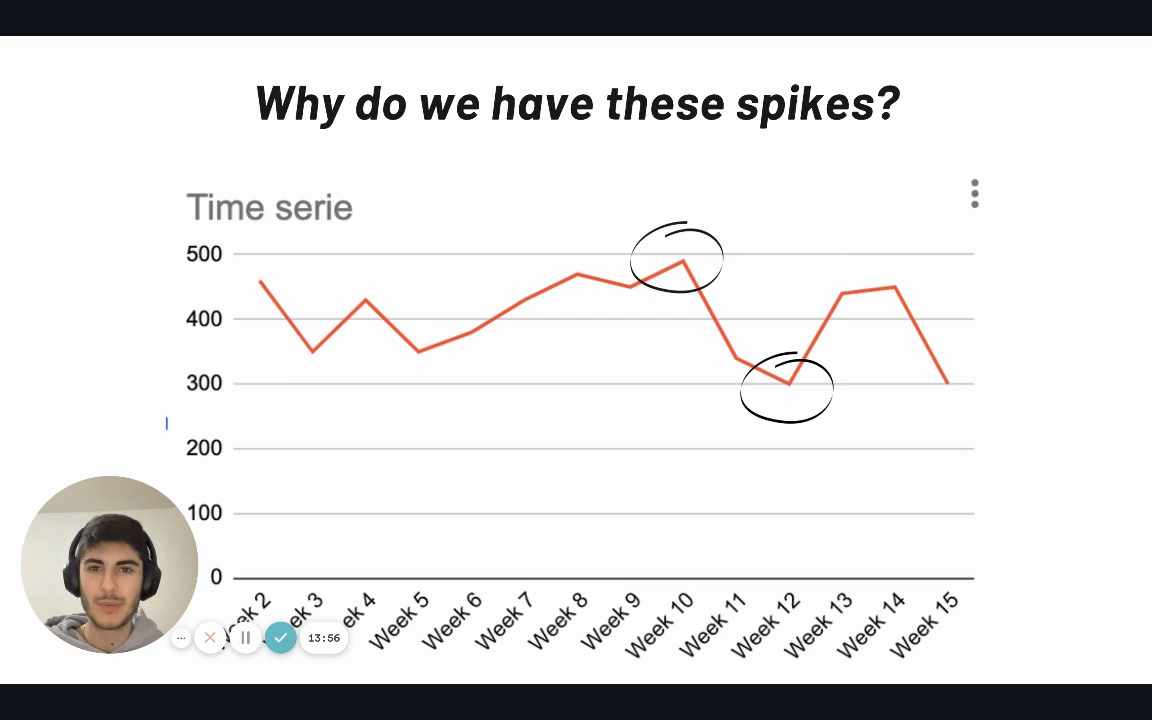 Why do we have these spikes?
Time serie
500
400
300
200
100
0
Week 5
Week 6
Week 7
Week 8
Week 9
Week 10
Week 11
Week 12
Week 13
Week 14
Week 15
13:56